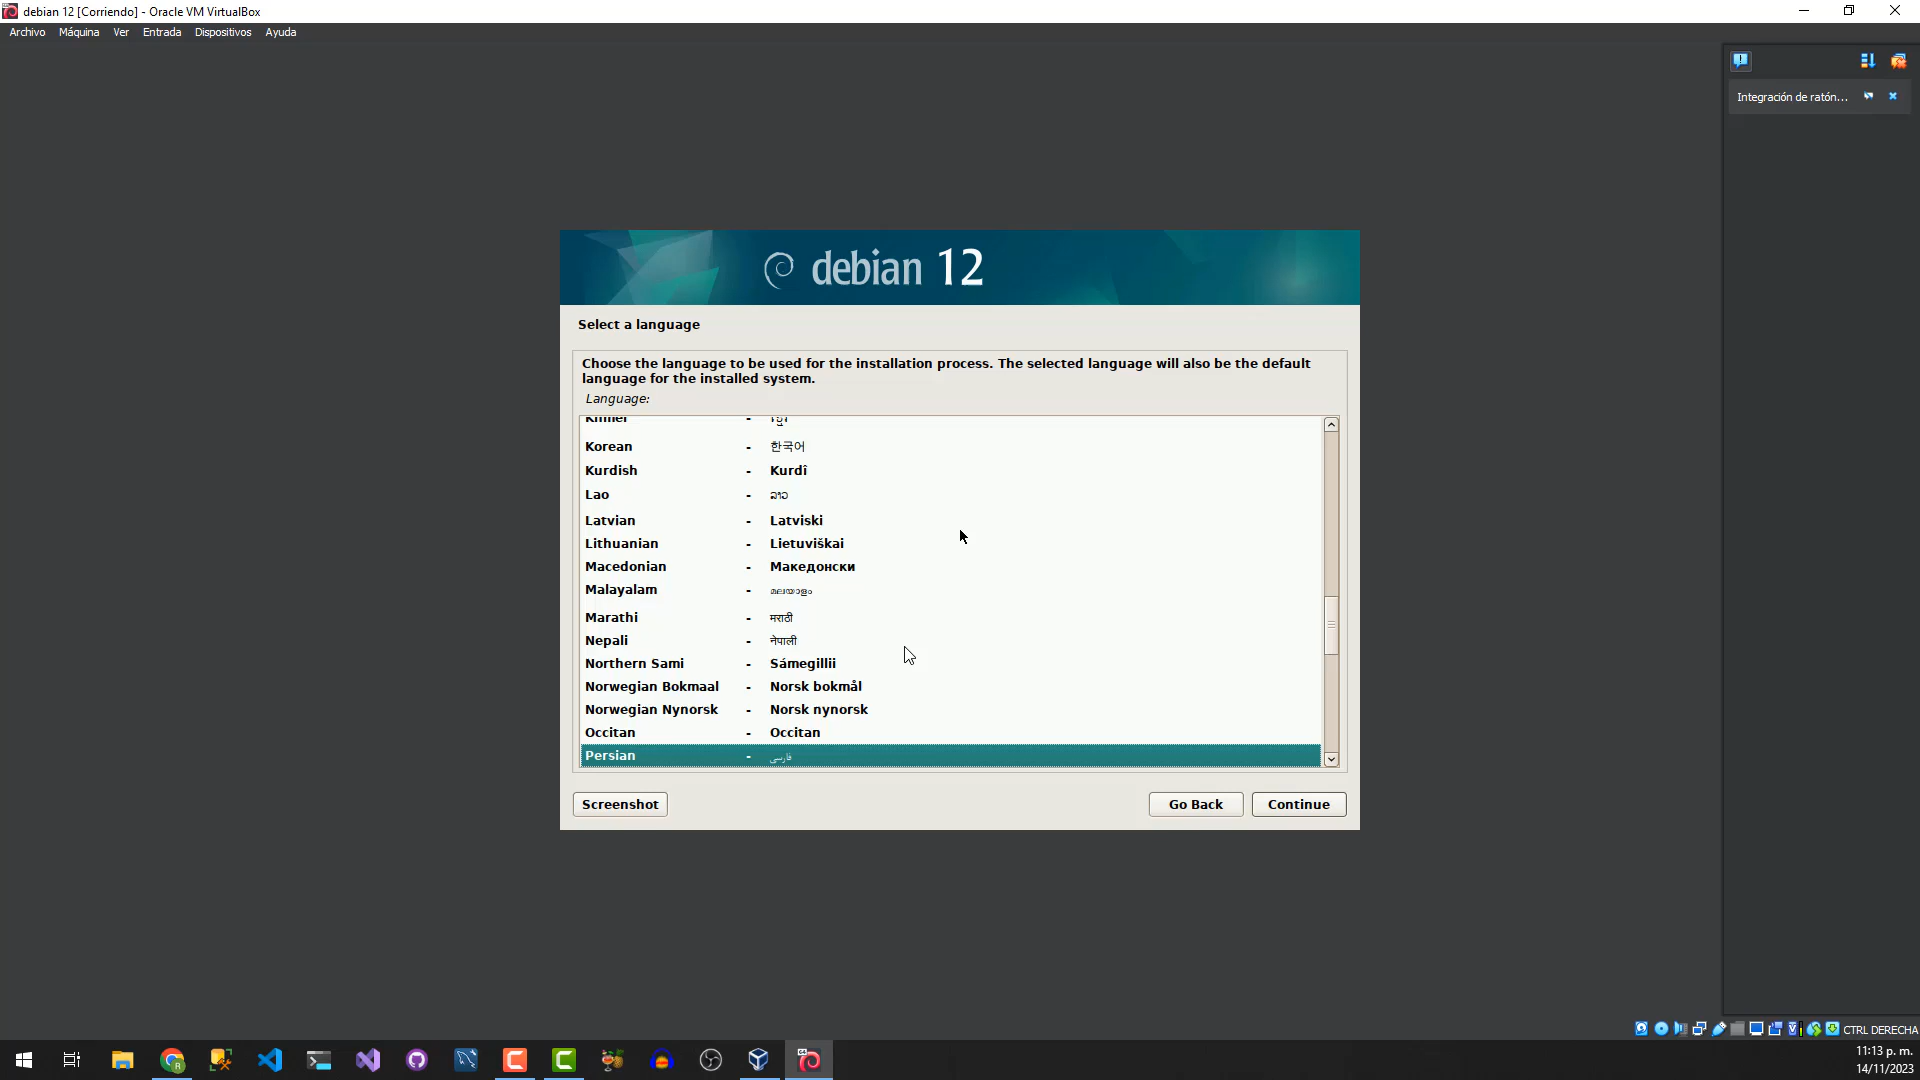 debian 12 [Corriendo] - Oracle VM VirtualBox
Archivo Máquina Ver Entrada Dispositivos Ayuda
Integración de ratón...
debian 12
Select a language
Choose the language to be used for the installation process. The selected language will also be the default
language for the installed system.
Language:
Khmer - ខ្មែរ
Korean - 한국어
Kurdish - Kurdî
Lao - ລາວ
Latvian - Latviski
Lithuanian - Lietuviškai
Macedonian - Македонски
Malayalam - മലയാളം
Marathi - मराठी
Nepali - नेपाली
Northern Sami - Sámegillii
Norwegian Bokmaal - Norsk bokmål
Norwegian Nynorsk - Norsk nynorsk
Occitan - Occitan
Persian - فارسی
Screenshot Go Back Continue
CTRL DERECHA
11:13 p. m.
14/11/2023